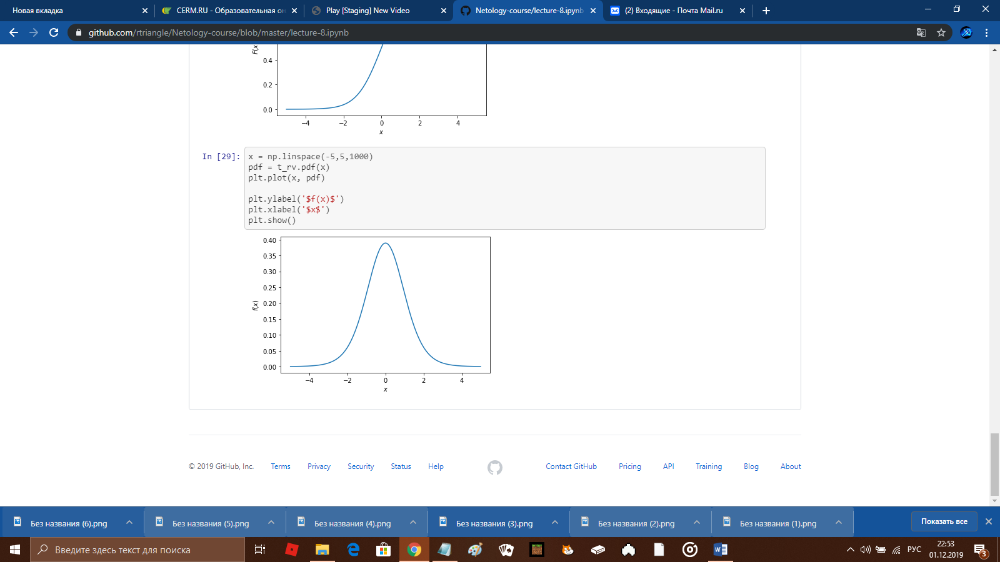 Новая вкладка
CERM.RU - Образовательная он
Play [Staging] New Video
Netology-course/lecture-8.ipynb
(2) Входящие - Почта Mail.ru
github.com/rtriangle/Netology-course/blob/master/lecture-8.ipynb
F(x
0.4
0.2
0.0
−4 −2 0 2 4
x
In [29]:
x = np.linspace(-5,5,1000)
pdf = t_rv.pdf(x)
plt.plot(x, pdf)
plt.ylabel('$f(x)$')
plt.xlabel('$x$')
plt.show()
0.40
0.35
0.30
0.25
0.20
0.15
0.10
0.05
0.00
f(x)
−4 −2 0 2 4
x
© 2019 GitHub, Inc. Terms Privacy Security Status Help Contact GitHub Pricing API Training Blog About
Без названия (6).png Без названия (5).png Без названия (4).png Без названия (3).png Без названия (2).png Без названия (1).png Показать все
Введите здесь текст для поиска
РУС
22:53
01.12.2019
3